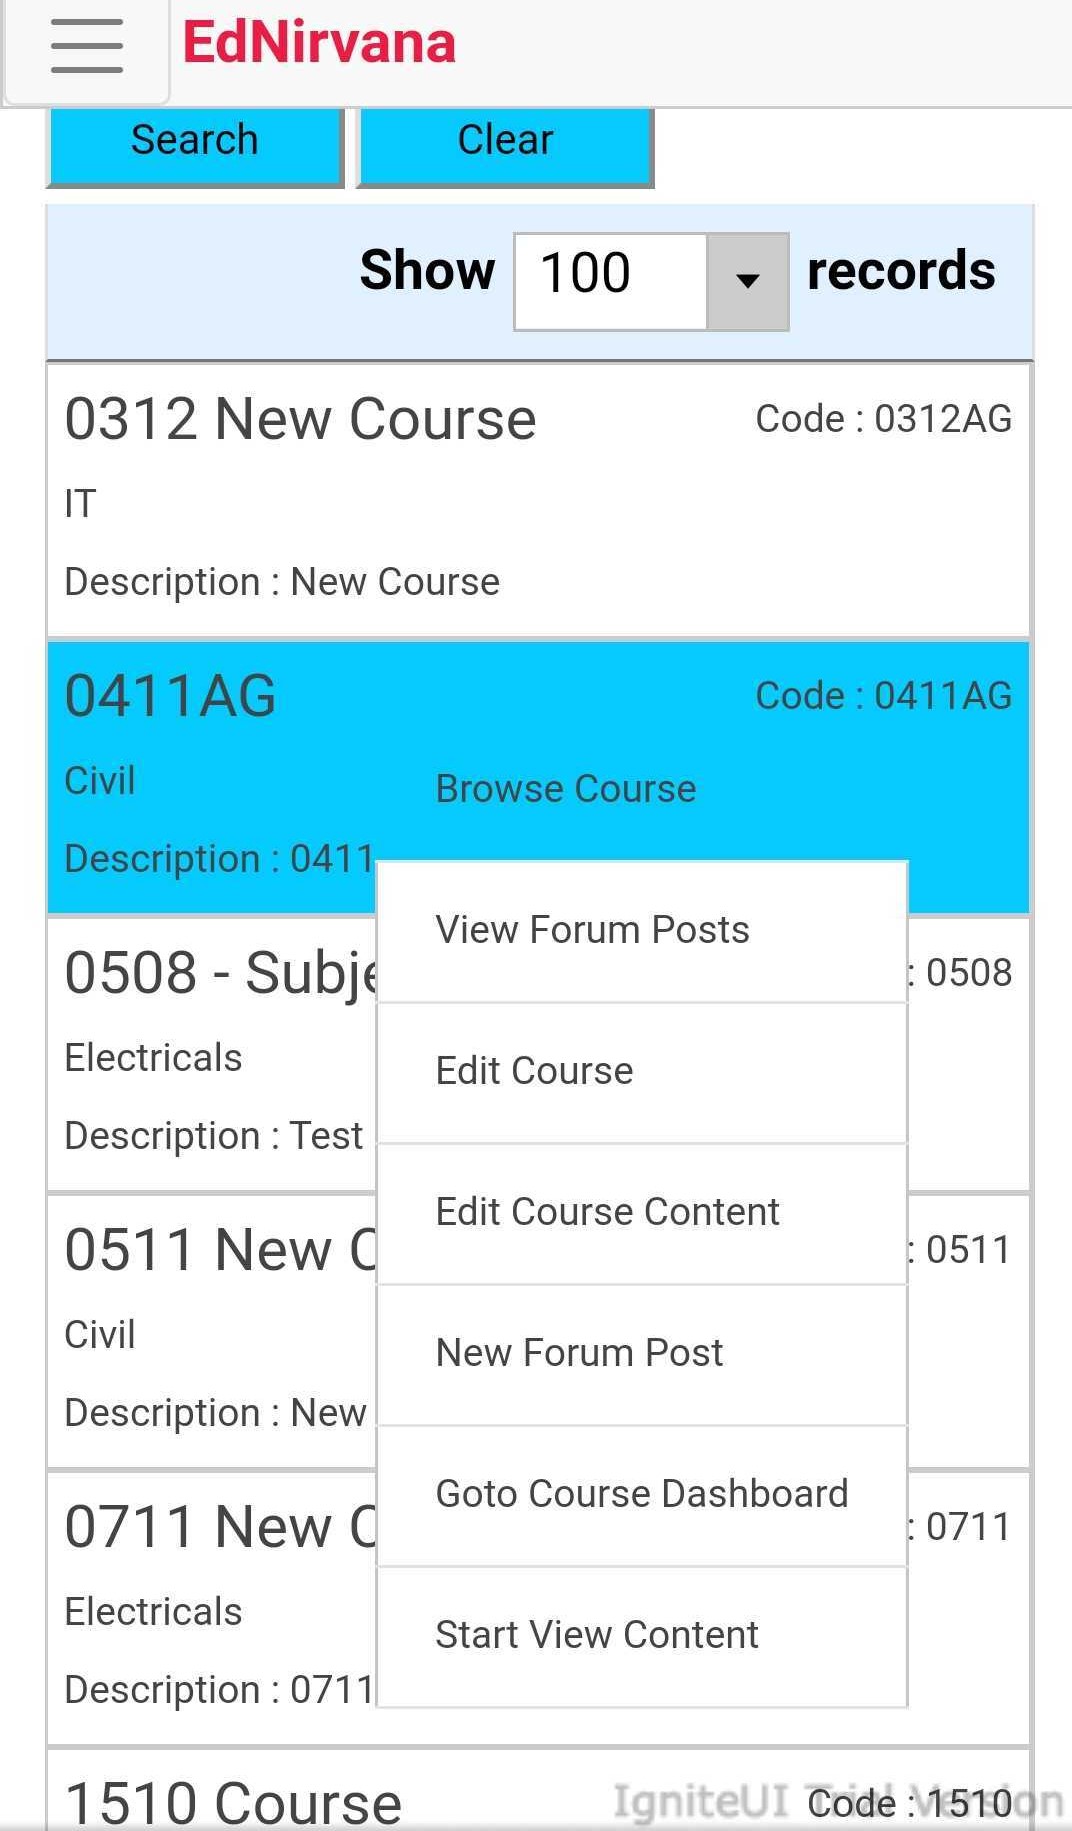 EdNirvana
Search Clear
Show 100 records
0312 New Course Code : 0312AG
IT
Description : New Course
0411AG Code : 0411AG
Civil Browse Course
Description : 0411
View Forum Posts
0508 - Subje : 0508
Electricals Edit Course
Description : Test
Edit Course Content
0511 New C : 0511
Civil New Forum Post
Description : New
Goto Course Dashboard
0711 New C : 0711
Electricals Start View Content
Description : 0711
1510 Course Code : 1510
IgniteUI Trial Version